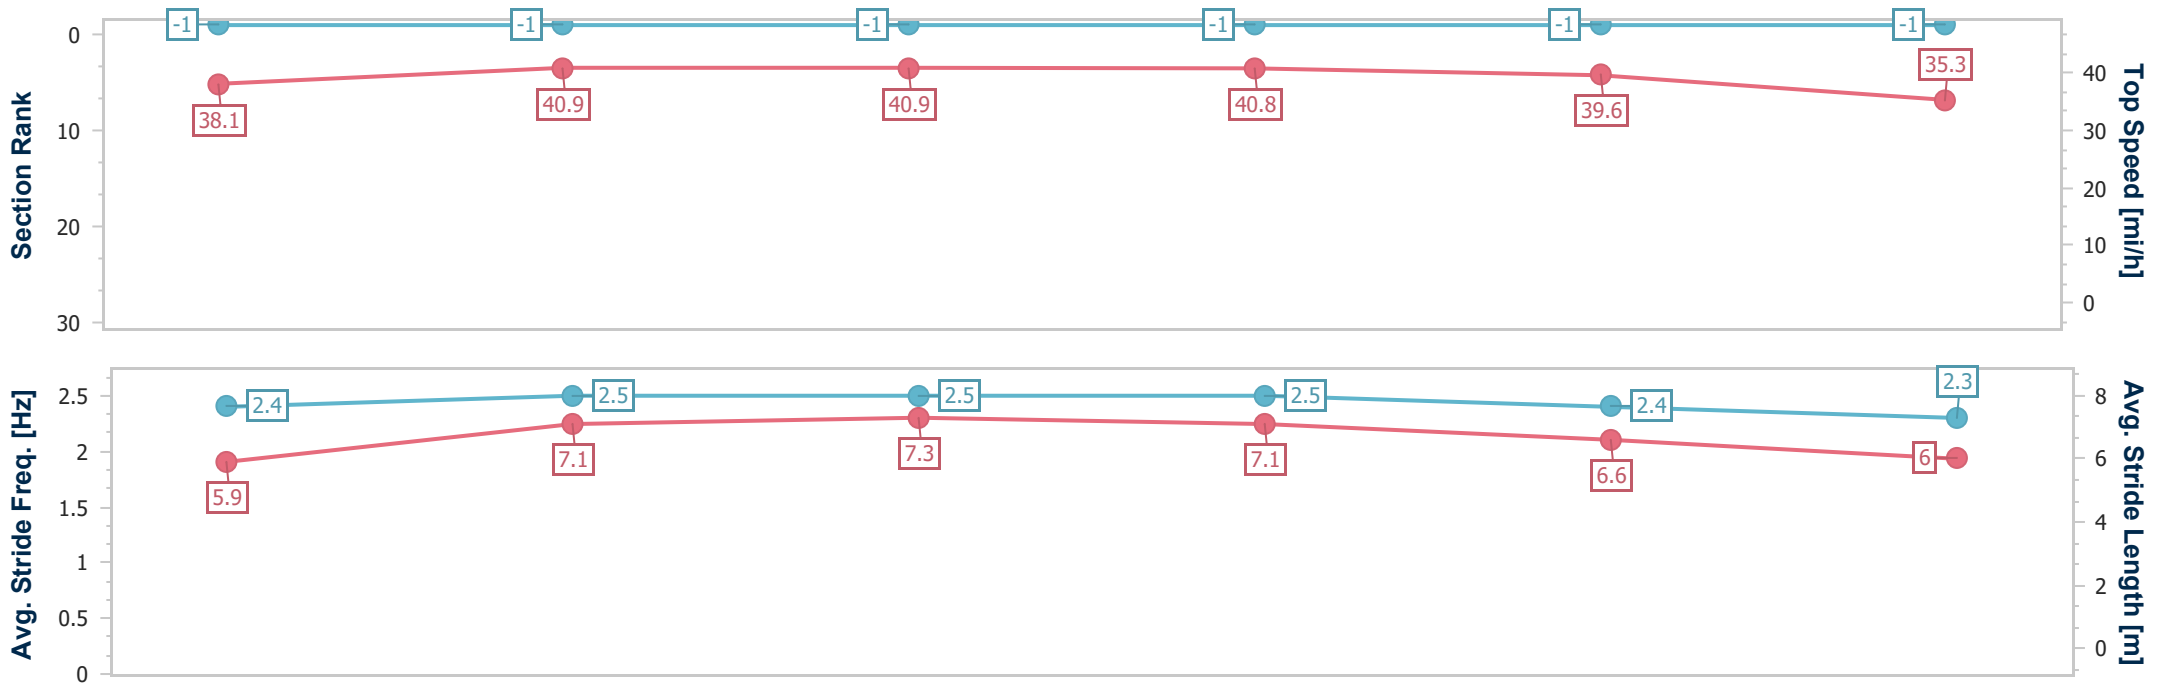 -1 -1 -1 -1 -1 -1
38.1 40.9 40.9 40.8 39.6 35.3
Section Rank
0
10
20
30
Top Speed [mi/h]
40
30
20
10
0
2.4 2.5 2.5 2.5 2.4 2.3
5.9 7.1 7.3 7.1 6.6 6
Avg. Stride Freq. [Hz]
2.5
2
1.5
1
0.5
0
Avg. Stride Length [m]
8
6
4
2
0